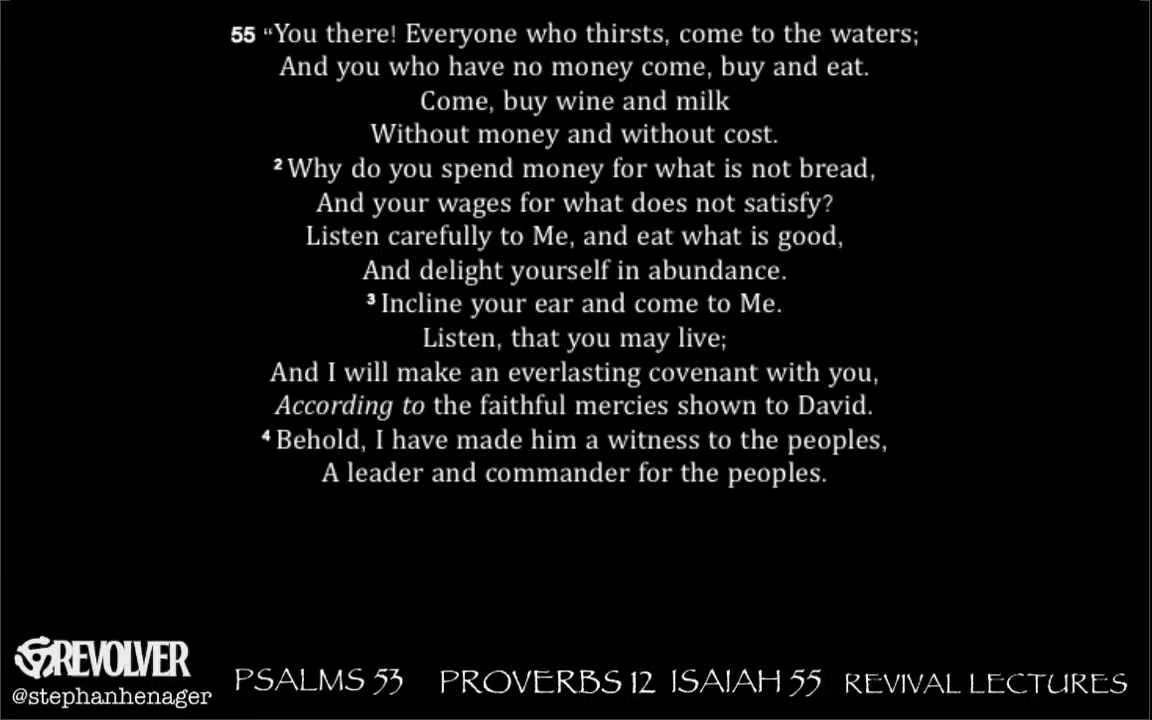 55 “You there! Everyone who thirsts, come to the waters;
And you who have no money come, buy and eat.
Come, buy wine and milk
Without money and without cost.
2 Why do you spend money for what is not bread,
And your wages for what does not satisfy?
Listen carefully to Me, and eat what is good,
And delight yourself in abundance.
3 Incline your ear and come to Me.
Listen, that you may live;
And I will make an everlasting covenant with you,
According to the faithful mercies shown to David.
4 Behold, I have made him a witness to the peoples,
A leader and commander for the peoples.
REVOLVER
@stephanhenager
PSALMS 53 PROVERBS 12 ISAIAH 55 REVIVAL LECTURES